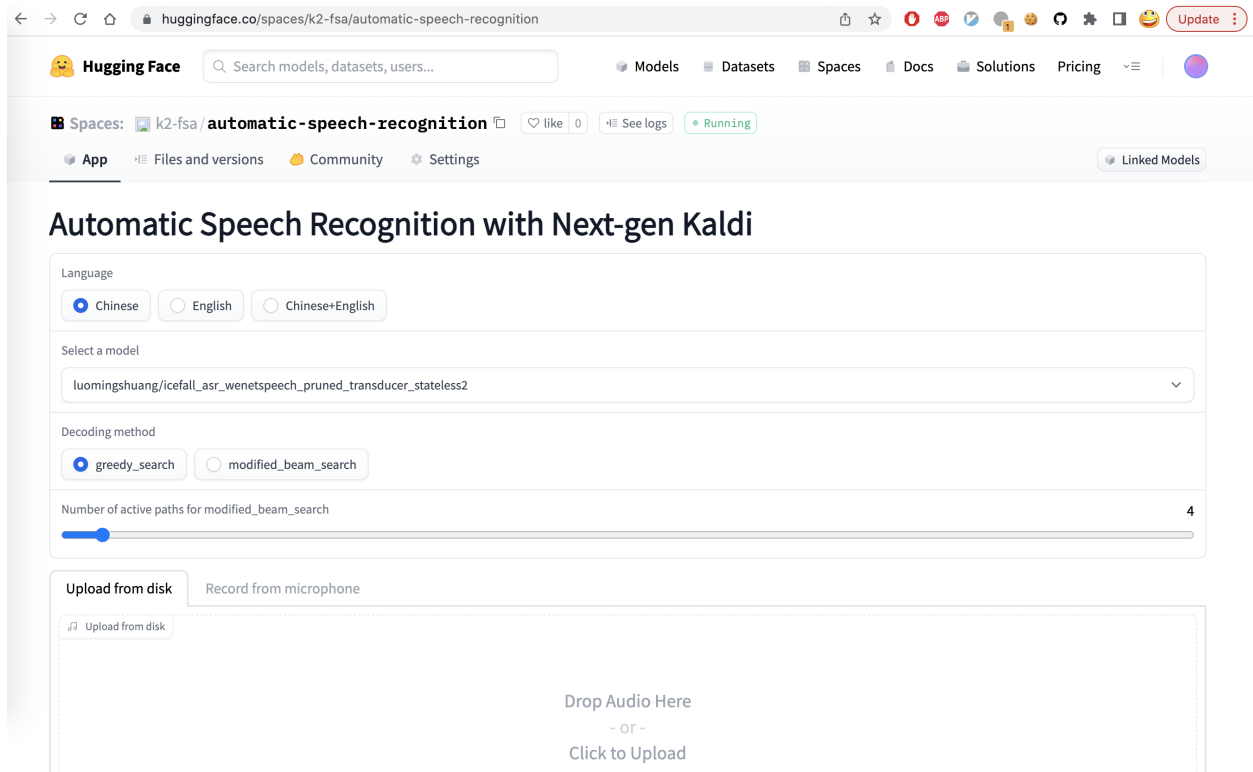 huggingface.co/spaces/k2-fsa/automatic-speech-recognition
ABP
1
Update
Hugging Face
Search models, datasets, users...
Models
Datasets
Spaces
Docs
Solutions
Pricing
Spaces: k2-fsa/automatic-speech-recognition
like 0
See logs
Running
App
Files and versions
Community
Settings
Linked Models
Automatic Speech Recognition with Next-gen Kaldi
Language
Chinese
English
Chinese+English
Select a model
luomingshuang/icefall_asr_wenetspeech_pruned_transducer_stateless2
Decoding method
greedy_search
modified_beam_search
Number of active paths for modified_beam_search
4
Upload from disk
Record from microphone
Upload from disk
Drop Audio Here
- or -
Click to Upload